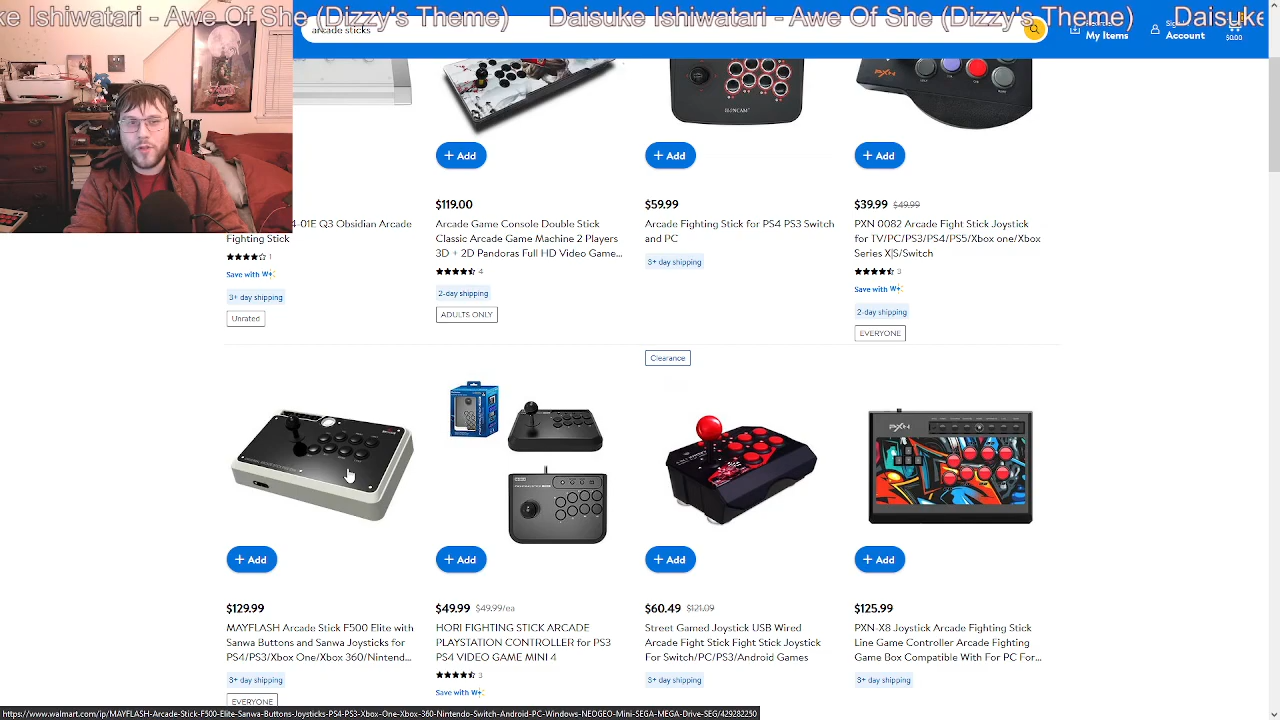 ke Ishiwatari - Awe Of She (Dizzy's Theme) Daisuke Ishiwatari - Awe Of She (Dizzy's Theme) Daisuke
arcade sticks
My Items
Account
$0.00
+ Add
+ Add
+ Add
4-01E Q3 Obsidian Arcade
Fighting Stick
1
Save with W+
3+ day shipping
Unrated
$119.00
Arcade Game Console Double Stick
Classic Arcade Game Machine 2 Players
3D + 2D Pandoras Full HD Video Game...
4
2-day shipping
ADULTS ONLY
$59.99
Arcade Fighting Stick for PS4 PS3 Switch
and PC
3+ day shipping
$39.99 $49.99
PXN 0082 Arcade Fight Stick Joystick
for TV/PC/PS3/PS4/PS5/Xbox one/Xbox
Series X|S/Switch
3
Save with W+
2-day shipping
EVERYONE
Clearance
PXN
+ Add
+ Add
+ Add
+ Add
$129.99
MAYFLASH Arcade Stick F500 Elite with
Sanwa Buttons and Sanwa Joysticks for
PS4/PS3/Xbox One/Xbox 360/Nintend...
3+ day shipping
EVERYONE
$49.99 $49.99/ea
HORI FIGHTING STICK ARCADE
PLAYSTATION CONTROLLER for PS3
PS4 VIDEO GAME MINI 4
3
Save with W+
$60.49 $121.09
Street Gamed Joystick USB Wired
Arcade Fight Stick Fight Stick Joystick
For Switch/PC/PS3/Android Games
3+ day shipping
$125.99
PXN-X8 Joystick Arcade Fighting Stick
Line Game Controller Arcade Fighting
Game Box Compatible With For PC For...
3+ day shipping
https://www.walmart.com/ip/MAYFLASH-Arcade-Stick-F500-Elite-Sanwa-Buttons-Joysticks-PS4-PS3-Xbox-One-Xbox-360-Nintendo-Switch-Android-PC-Windows-NEOGEO-Mini-SEGA-MEGA-Drive-SEG/429282250